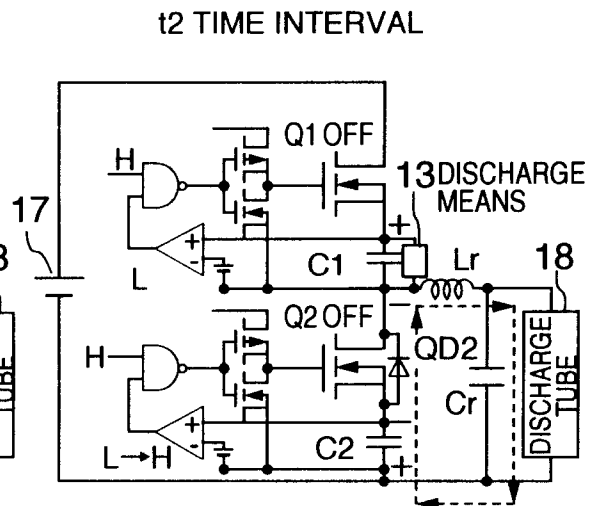 t2 TIME INTERVAL
Q1 OFF
H
13 DISCHARGE
MEANS
17
+
+
-
C1
Lr
18
L
-
Q2 OFF
QD2
H
Cr
DISCHARGE
TUBE
TUBE
+
-
C2
L→H
+